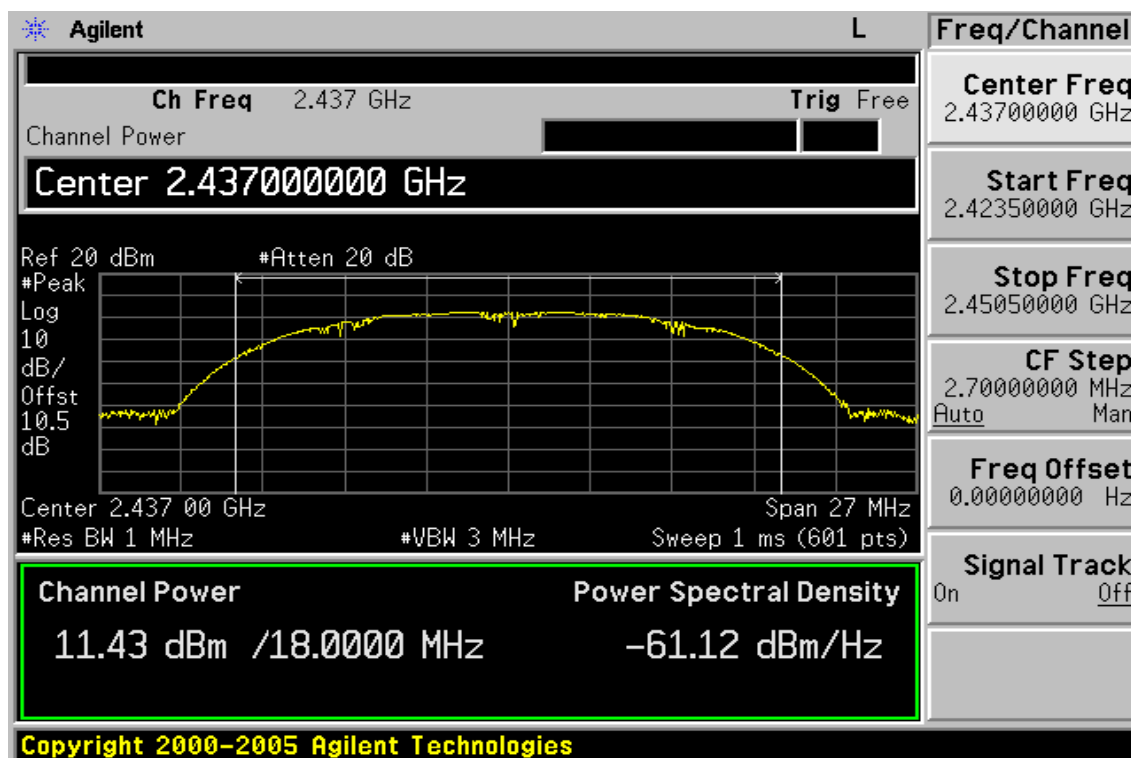 Agilent L Freq/Channel
Ch Freq 2.437 GHz Trig Free
Channel Power
Center 2.437000000 GHz
Ref 20 dBm #Atten 20 dB
#Peak
Log
10
dB/
Offst
10.5
dB
Center 2.437 00 GHz Span 27 MHz
#Res BW 1 MHz #VBW 3 MHz Sweep 1 ms (601 pts)
Channel Power Power Spectral Density
11.43 dBm /18.0000 MHz -61.12 dBm/Hz
Copyright 2000-2005 Agilent Technologies
Center Freq
2.43700000 GHz
Start Freq
2.42350000 GHz
Stop Freq
2.45050000 GHz
CF Step
2.70000000 MHz
Auto Man
Freq Offset
0.00000000 Hz
Signal Track
On Off